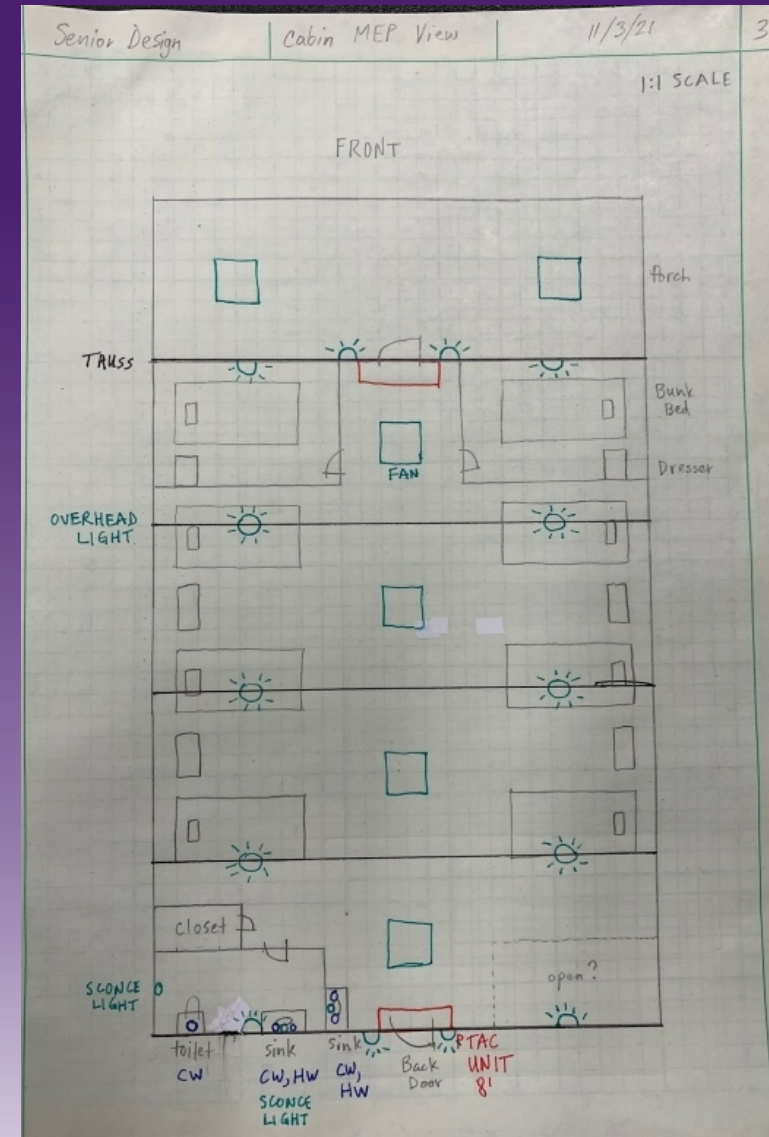 Senior Design
Cabin MEP View
11/3/21
3
1:1 SCALE
FRONT
Porch
TRUSS
Bunk
Bed
FAN
Dresser
OVERHEAD
LIGHT
closet
open?
SCONCE
LIGHT
toilet
CW
sink
CW, HW
SCONCE
LIGHT
sink
CW,
HW
Back
Door
PTAC
UNIT
8'